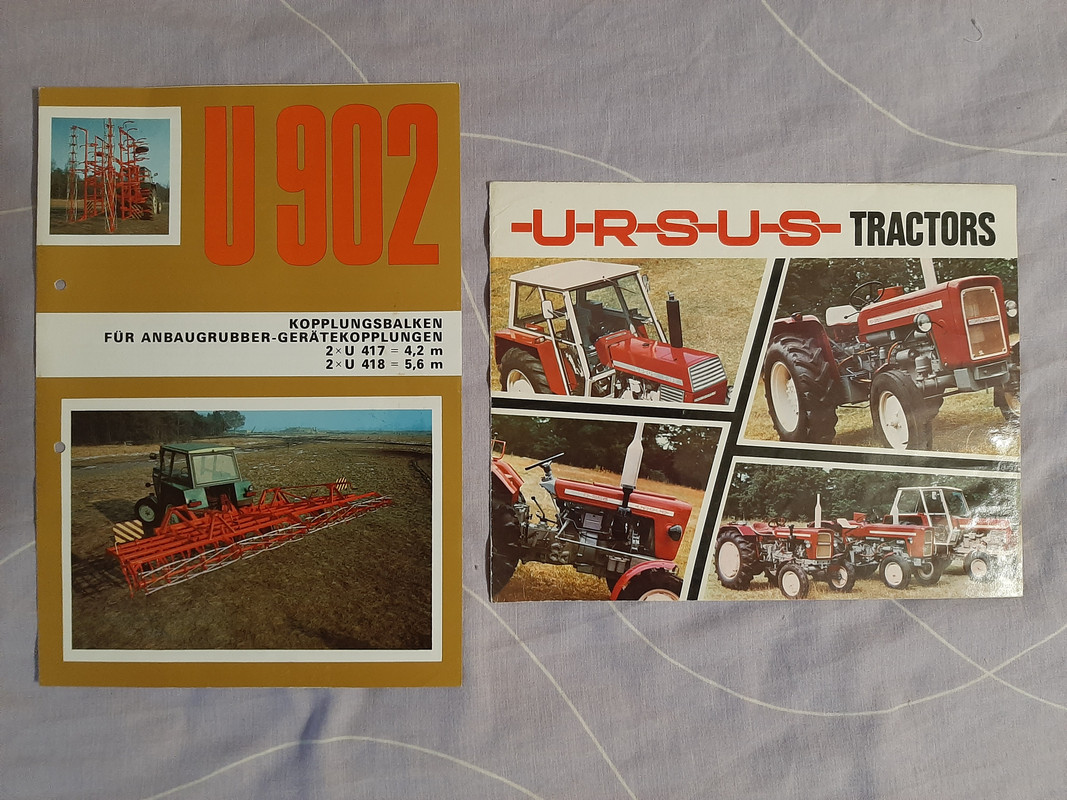 U 902
KOPPLUNGSBALKEN
FÜR ANBAUGRUBBER-GERÄTEKOPPLUNGEN
2×U 417 = 4,2 m
2×U 418 = 5,6 m
U-R-S-U-S TRACTORS